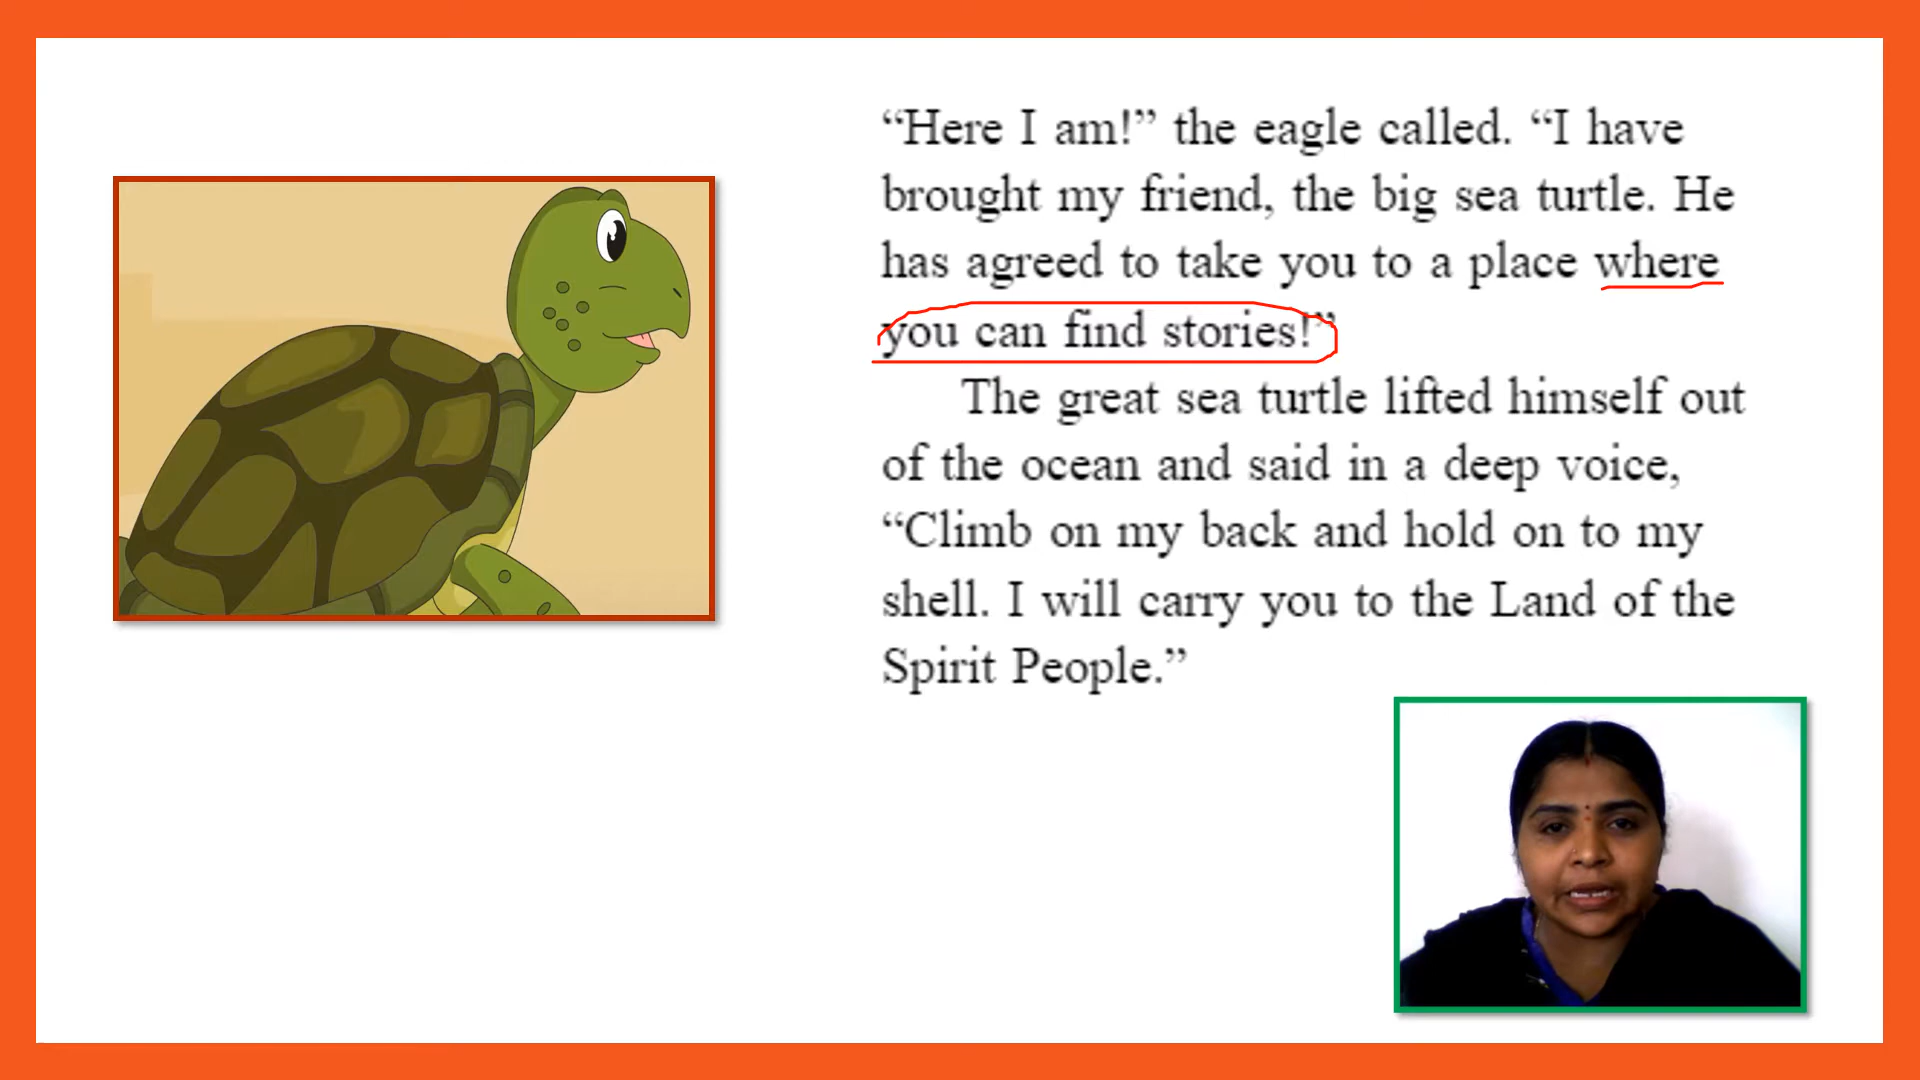 “Here I am!” the eagle called. “I have
brought my friend, the big sea turtle. He
has agreed to take you to a place where
you can find stories!”
The great sea turtle lifted himself out
of the ocean and said in a deep voice,
“Climb on my back and hold on to my
shell. I will carry you to the Land of the
Spirit People.”